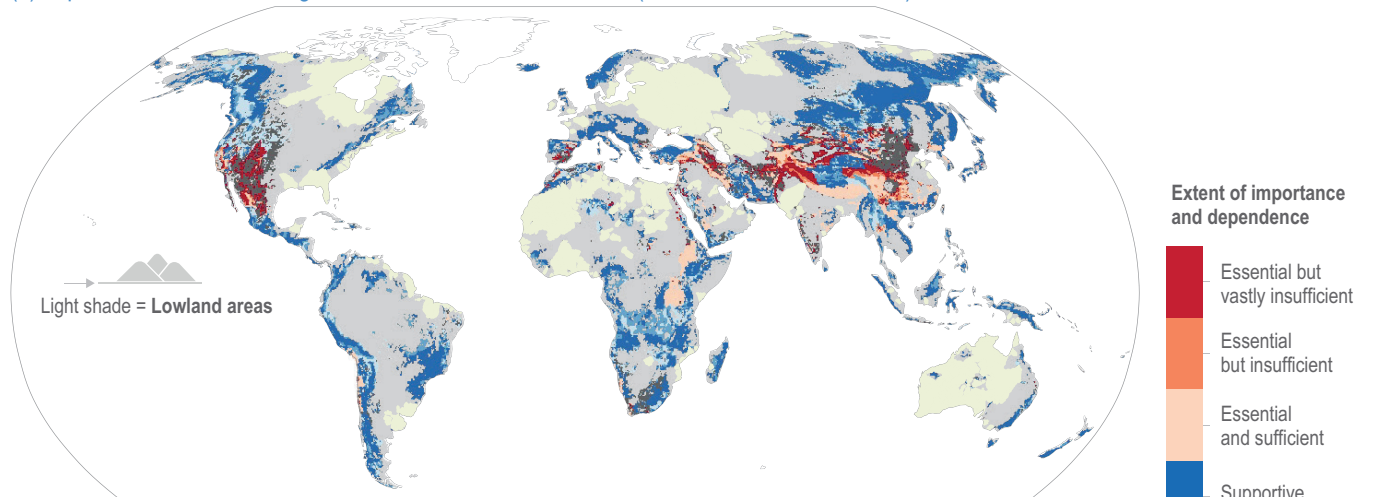 Extent of importance
and dependence
Essential but
vastly insufficient
Essential
but insufficient
Essential
and sufficient
Supportive
Light shade = Lowland areas